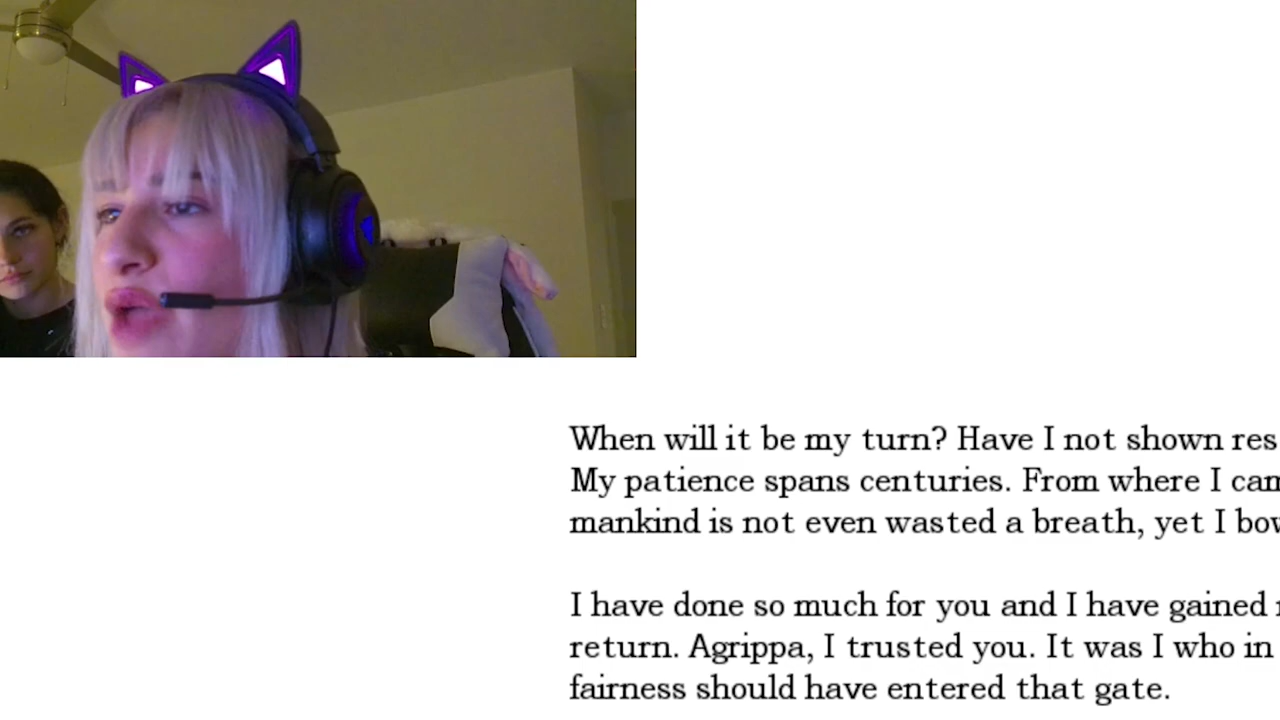 When will it be my turn? Have I not shown res
My patience spans centuries. From where I cam
mankind is not even wasted a breath, yet I bow
I have done so much for you and I have gained
return. Agrippa, I trusted you. It was I who in
fairness should have entered that gate.